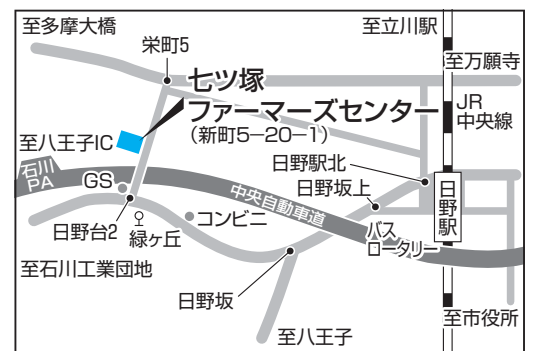 至多摩大橋
至立川駅
栄町5
至万願寺
七ツ塚
ファーマーズセンター
(新町5−20−1)
JR
中央線
至八王子IC
石川
PA
GS
日野駅北
日野坂上
日野駅
中央自動車道
バス
ロータリー
コンビニ
日野台2
緑ヶ丘
至石川工業団地
日野坂
至市役所
至八王子